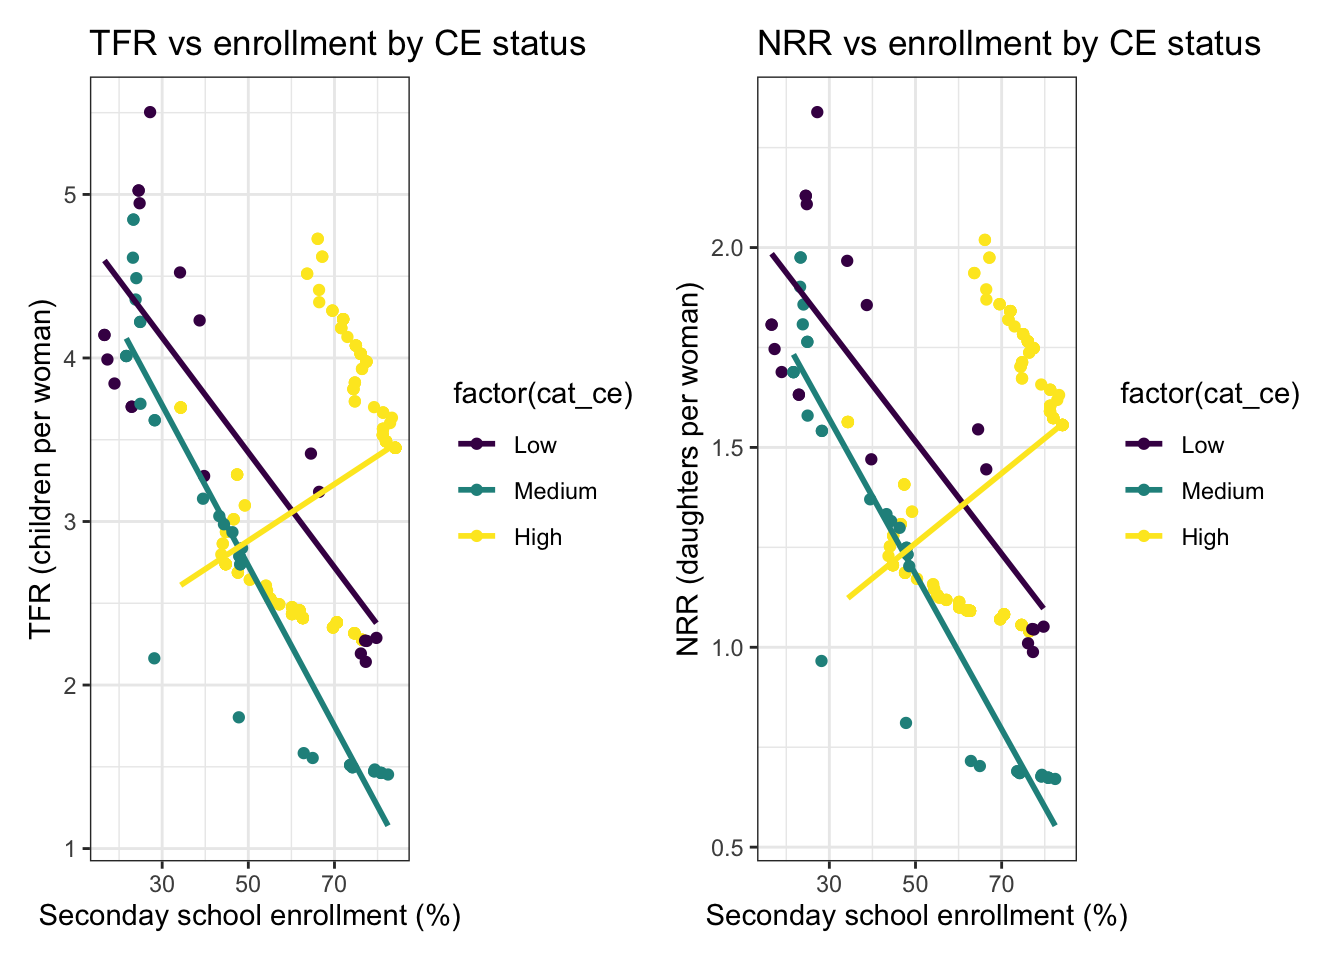 TFR vs enrollment by CE status
TFR (children per woman)
5
4
3
2
1
30 50 70
Seconday school enrollment (%)
factor(cat_ce)
Low
Medium
High
NRR vs enrollment by CE status
NRR (daughters per woman)
2.0
1.5
1.0
0.5
30 50 70
Seconday school enrollment (%)
factor(cat_ce)
Low
Medium
High